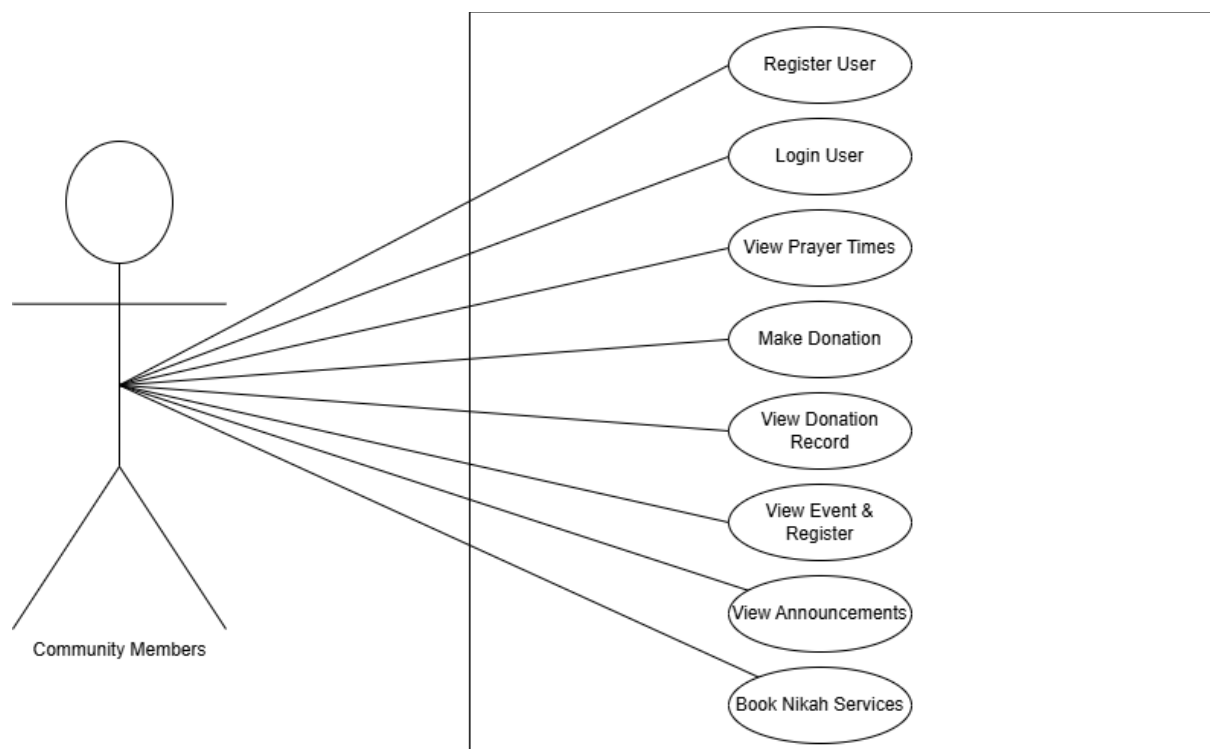 Register User
Login User
View Prayer Times
Make Donation
View Donation
Record
View Event &
Register
View Announcements
Book Nikah Services
Community Members